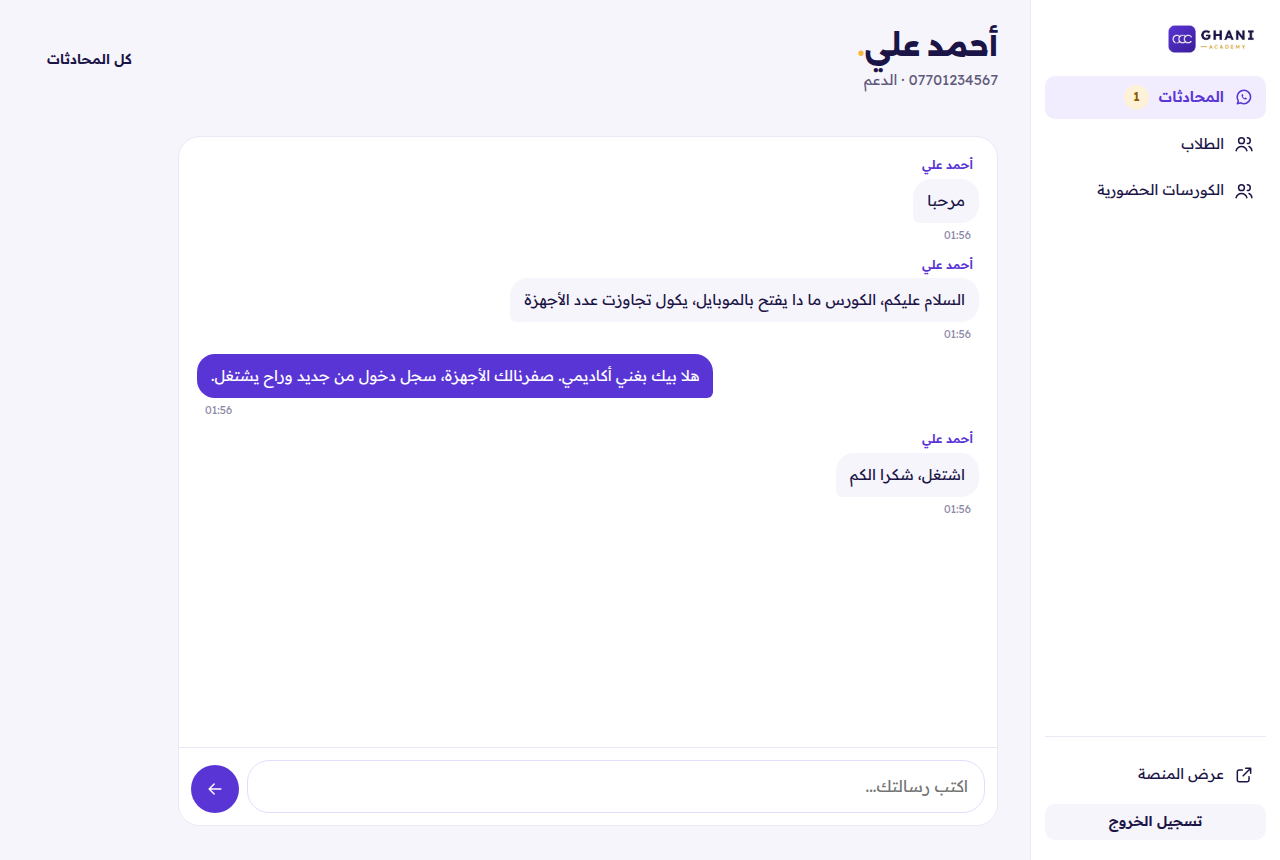 GHANI
ACADEMY
المحادثات 1
الطلاب
الكورسات الحضورية
عرض المنصة
تسجيل الخروج
أحمد علي.
07701234567 · الدعم
كل المحادثات
أحمد علي
مرحبا
01:56
أحمد علي
السلام عليكم، الكورس ما دا يفتح بالموبايل، يكول تجاوزت عدد الأجهزة
01:56
هلا بيك بغني أكاديمي. صفرنالك الأجهزة، سجل دخول من جديد وراح يشتغل.
01:56
أحمد علي
اشتغل، شكرا الكم
01:56
اكتب رسالتك...